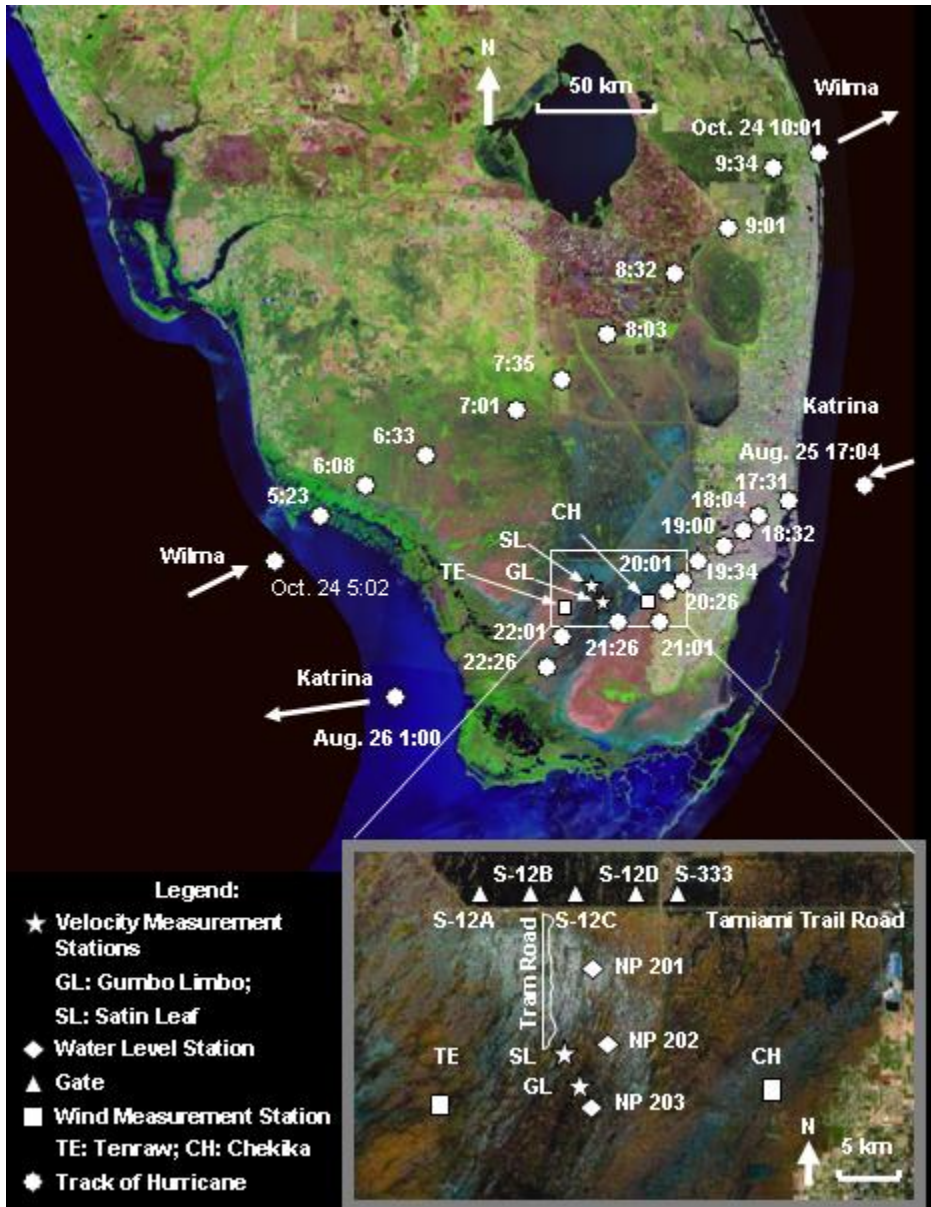 N
50 km
Wilma
Oct. 24 10:01
9:34
9:01
8:32
8:03
7:35
7:01
Katrina
6:33
Aug. 25 17:04
6:08
17:31
5:23
18:04
CH
19:00
18:32
SL
Wilma
20:01
19:34
TE
GL
Oct. 24 5:02
20:26
22:01
21:26
21:01
22:26
Katrina
Aug. 26 1:00
Legend:
Velocity Measurement
Stations
GL: Gumbo Limbo;
SL: Satin Leaf
Water Level Station
Gate
Wind Measurement Station
TE: Tenraw; CH: Chekika
Track of Hurricane
S-12B
S-12D
S-333
S-12A
S-12C
Tamiami Trail Road
Tram Road
NP 201
NP 202
TE
SL
CH
GL
NP 203
N
5 km